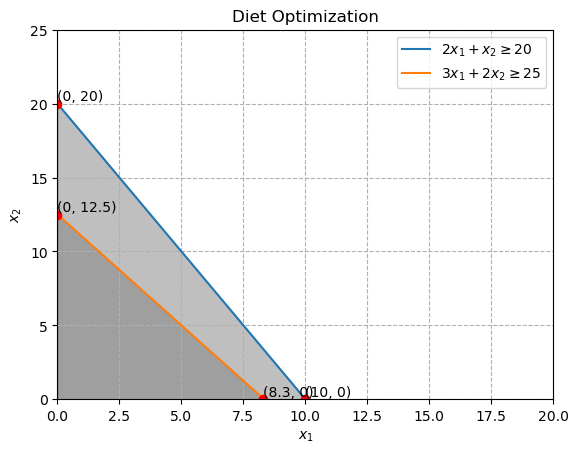 Diet Optimization
25
20
15
10
5
0
x₂
2x₁ + x₂ ≥ 20
3x₁ + 2x₂ ≥ 25
(0, 20)
(0, 12.5)
(8.3, 0)
(10, 0)
0.0 2.5 5.0 7.5 10.0 12.5 15.0 17.5 20.0
x₁